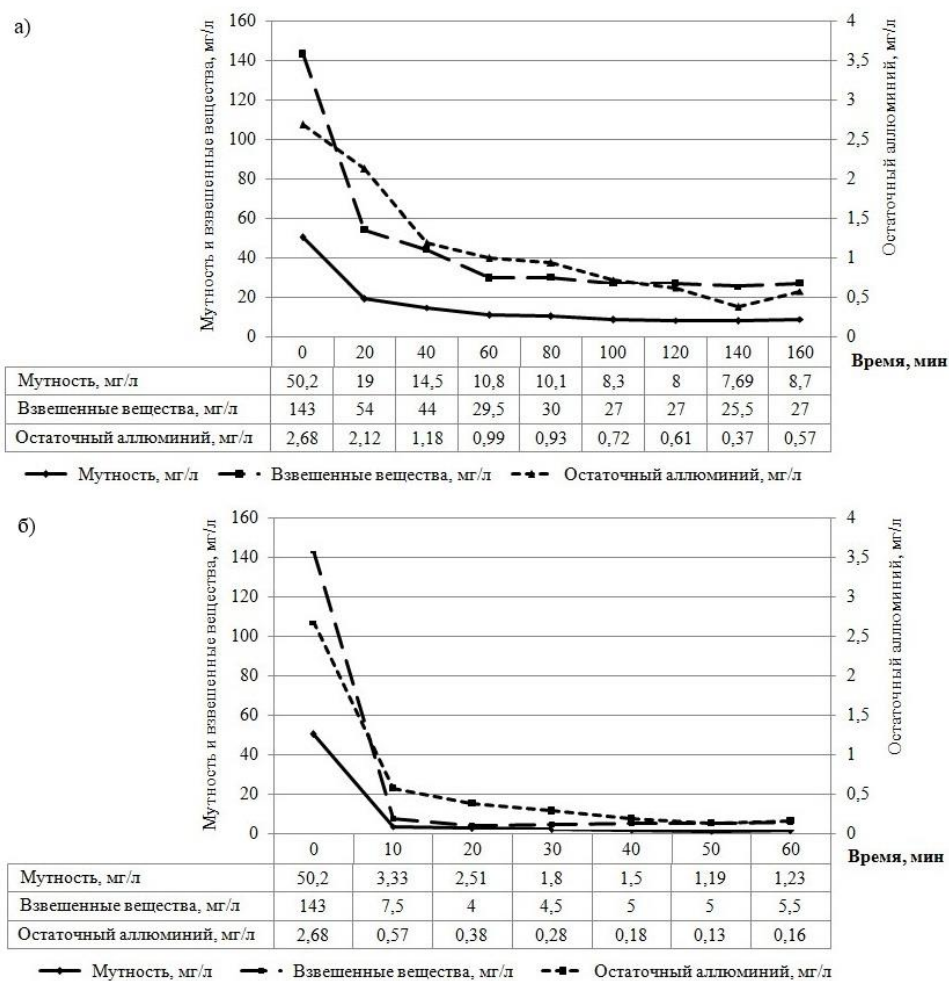 а)
Мутность и взвешенные вещества, мг/л
160
140
120
100
80
60
40
20
0
4
3,5
3
2,5
2
1,5
1
0,5
0
Остаточный аллюминий, мг/л
0 20 40 60 80 100 120 140 160 Время, мин
Мутность, мг/л 50,2 19 14,5 10,8 10,1 8,3 8 7,69 8,7
Взвешенные вещества, мг/л 143 54 44 29,5 30 27 27 25,5 27
Остаточный аллюминий, мг/л 2,68 2,12 1,18 0,99 0,93 0,72 0,61 0,37 0,57
Мутность, мг/л Взвешенные вещества, мг/л Остаточный аллюминий, мг/л
б)
Мутность и взвешенные вещества, мг/л
160
140
120
100
80
60
40
20
0
4
3,5
3
2,5
2
1,5
1
0,5
0
Остаточный аллюминий, мг/л
0 10 20 30 40 50 60 Время, мин
Мутность, мг/л 50,2 3,33 2,51 1,8 1,5 1,19 1,23
Взвешенные вещества, мг/л 143 7,5 4 4,5 5 5 5,5
Остаточный аллюминий, мг/л 2,68 0,57 0,38 0,28 0,18 0,13 0,16
Мутность, мг/л Взвешенные вещества, мг/л Остаточный аллюминий, мг/л